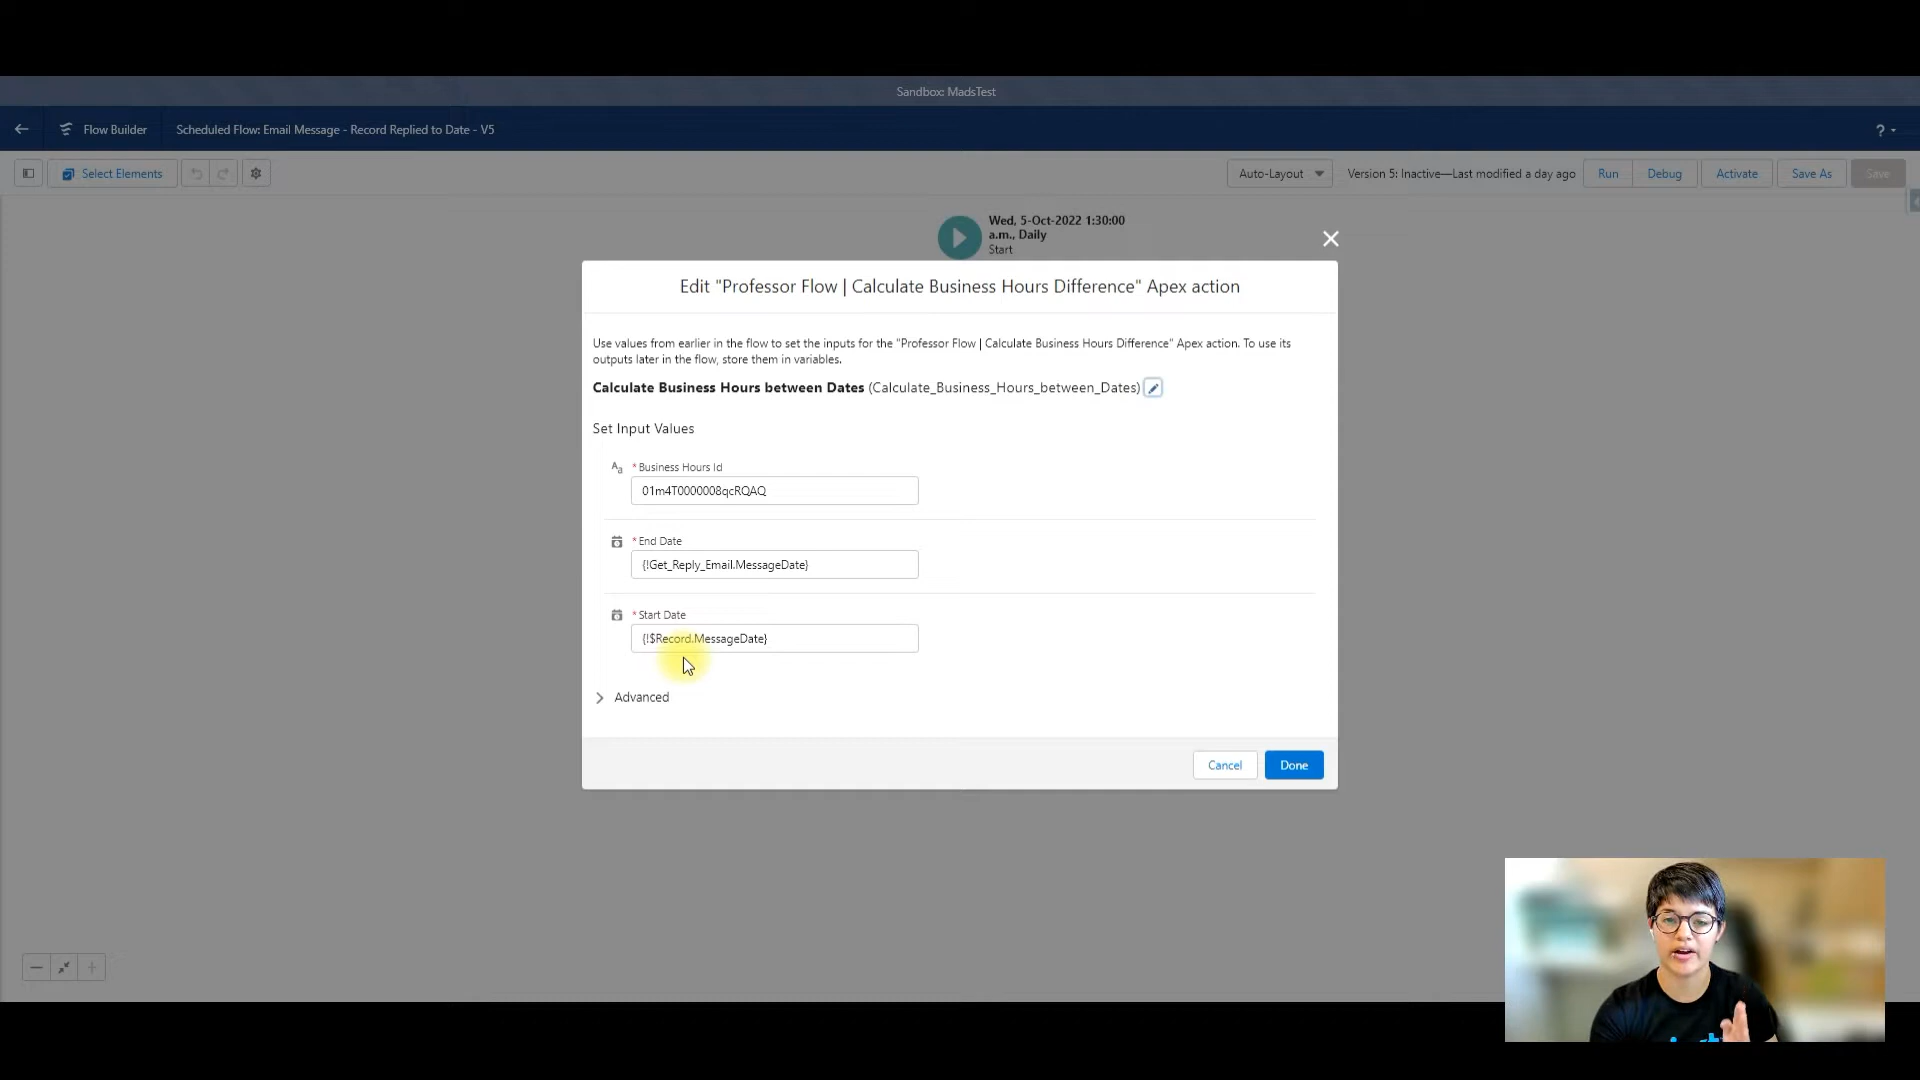 Sandbox: MadsTest
Flow Builder
Scheduled Flow: Email Message - Record Replied to Date - V5
?
Select Elements
Auto-Layout
Version 5: Inactive—Last modified a day ago
Run
Debug
Activate
Save As
Save
Wed, 5-Oct-2022 1:30:00
a.m., Daily
Start
Edit "Professor Flow | Calculate Business Hours Difference" Apex action
Use values from earlier in the flow to set the inputs for the "Professor Flow | Calculate Business Hours Difference" Apex action. To use its
outputs later in the flow, store them in variables.
Calculate Business Hours between Dates (Calculate_Business_Hours_between_Dates)
Set Input Values
Aa *Business Hours Id
01m4T0000008qcRQAQ
*End Date
{!Get_Reply_Email.MessageDate}
*Start Date
{!$Record.MessageDate}
Advanced
Cancel
Done